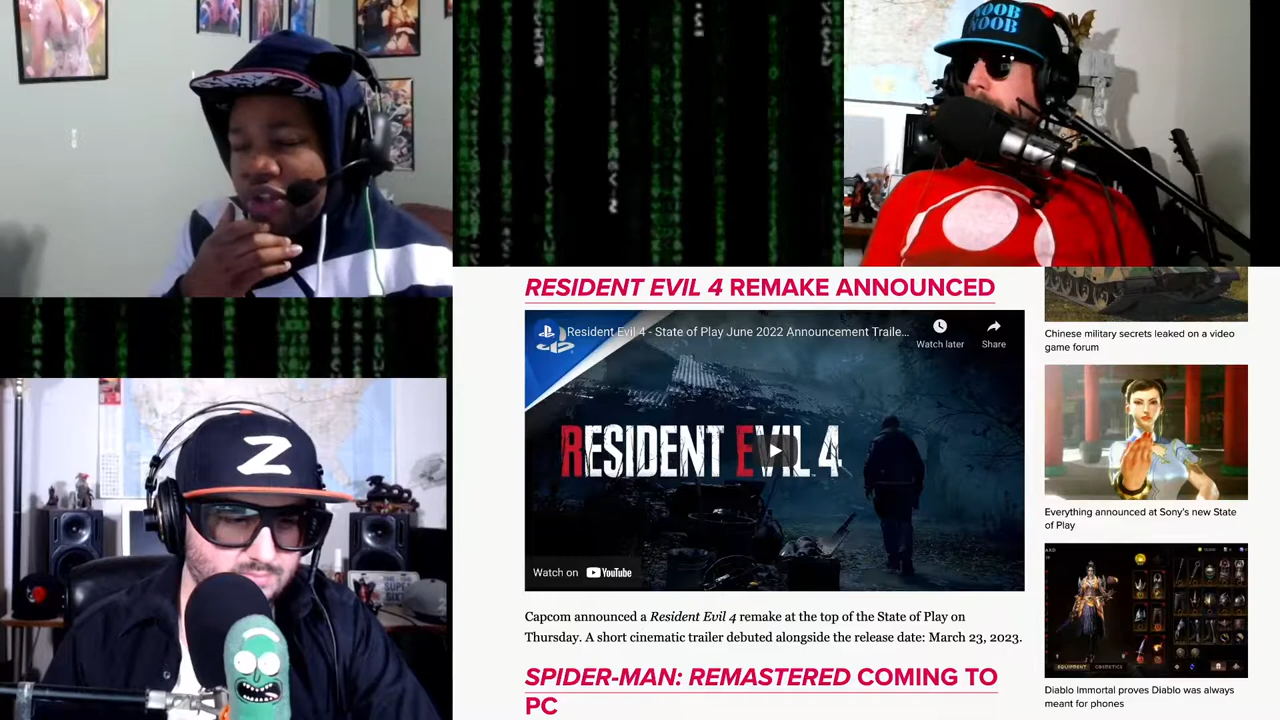 NOOB
NOOB
Z
RESIDENT EVIL 4 REMAKE ANNOUNCED
Resident Evil 4 - State of Play June 2022 Announcement Traile...
Watch later
Share
RESIDENT EVIL 4
Watch on YouTube
Capcom announced a Resident Evil 4 remake at the top of the State of Play on
Thursday. A short cinematic trailer debuted alongside the release date: March 23, 2023.
SPIDER-MAN: REMASTERED COMING TO
PC
Chinese military secrets leaked on a video
game forum
Everything announced at Sony's new State
of Play
EQUIPMENT
COSMETICS
Diablo Immortal proves Diablo was always
meant for phones